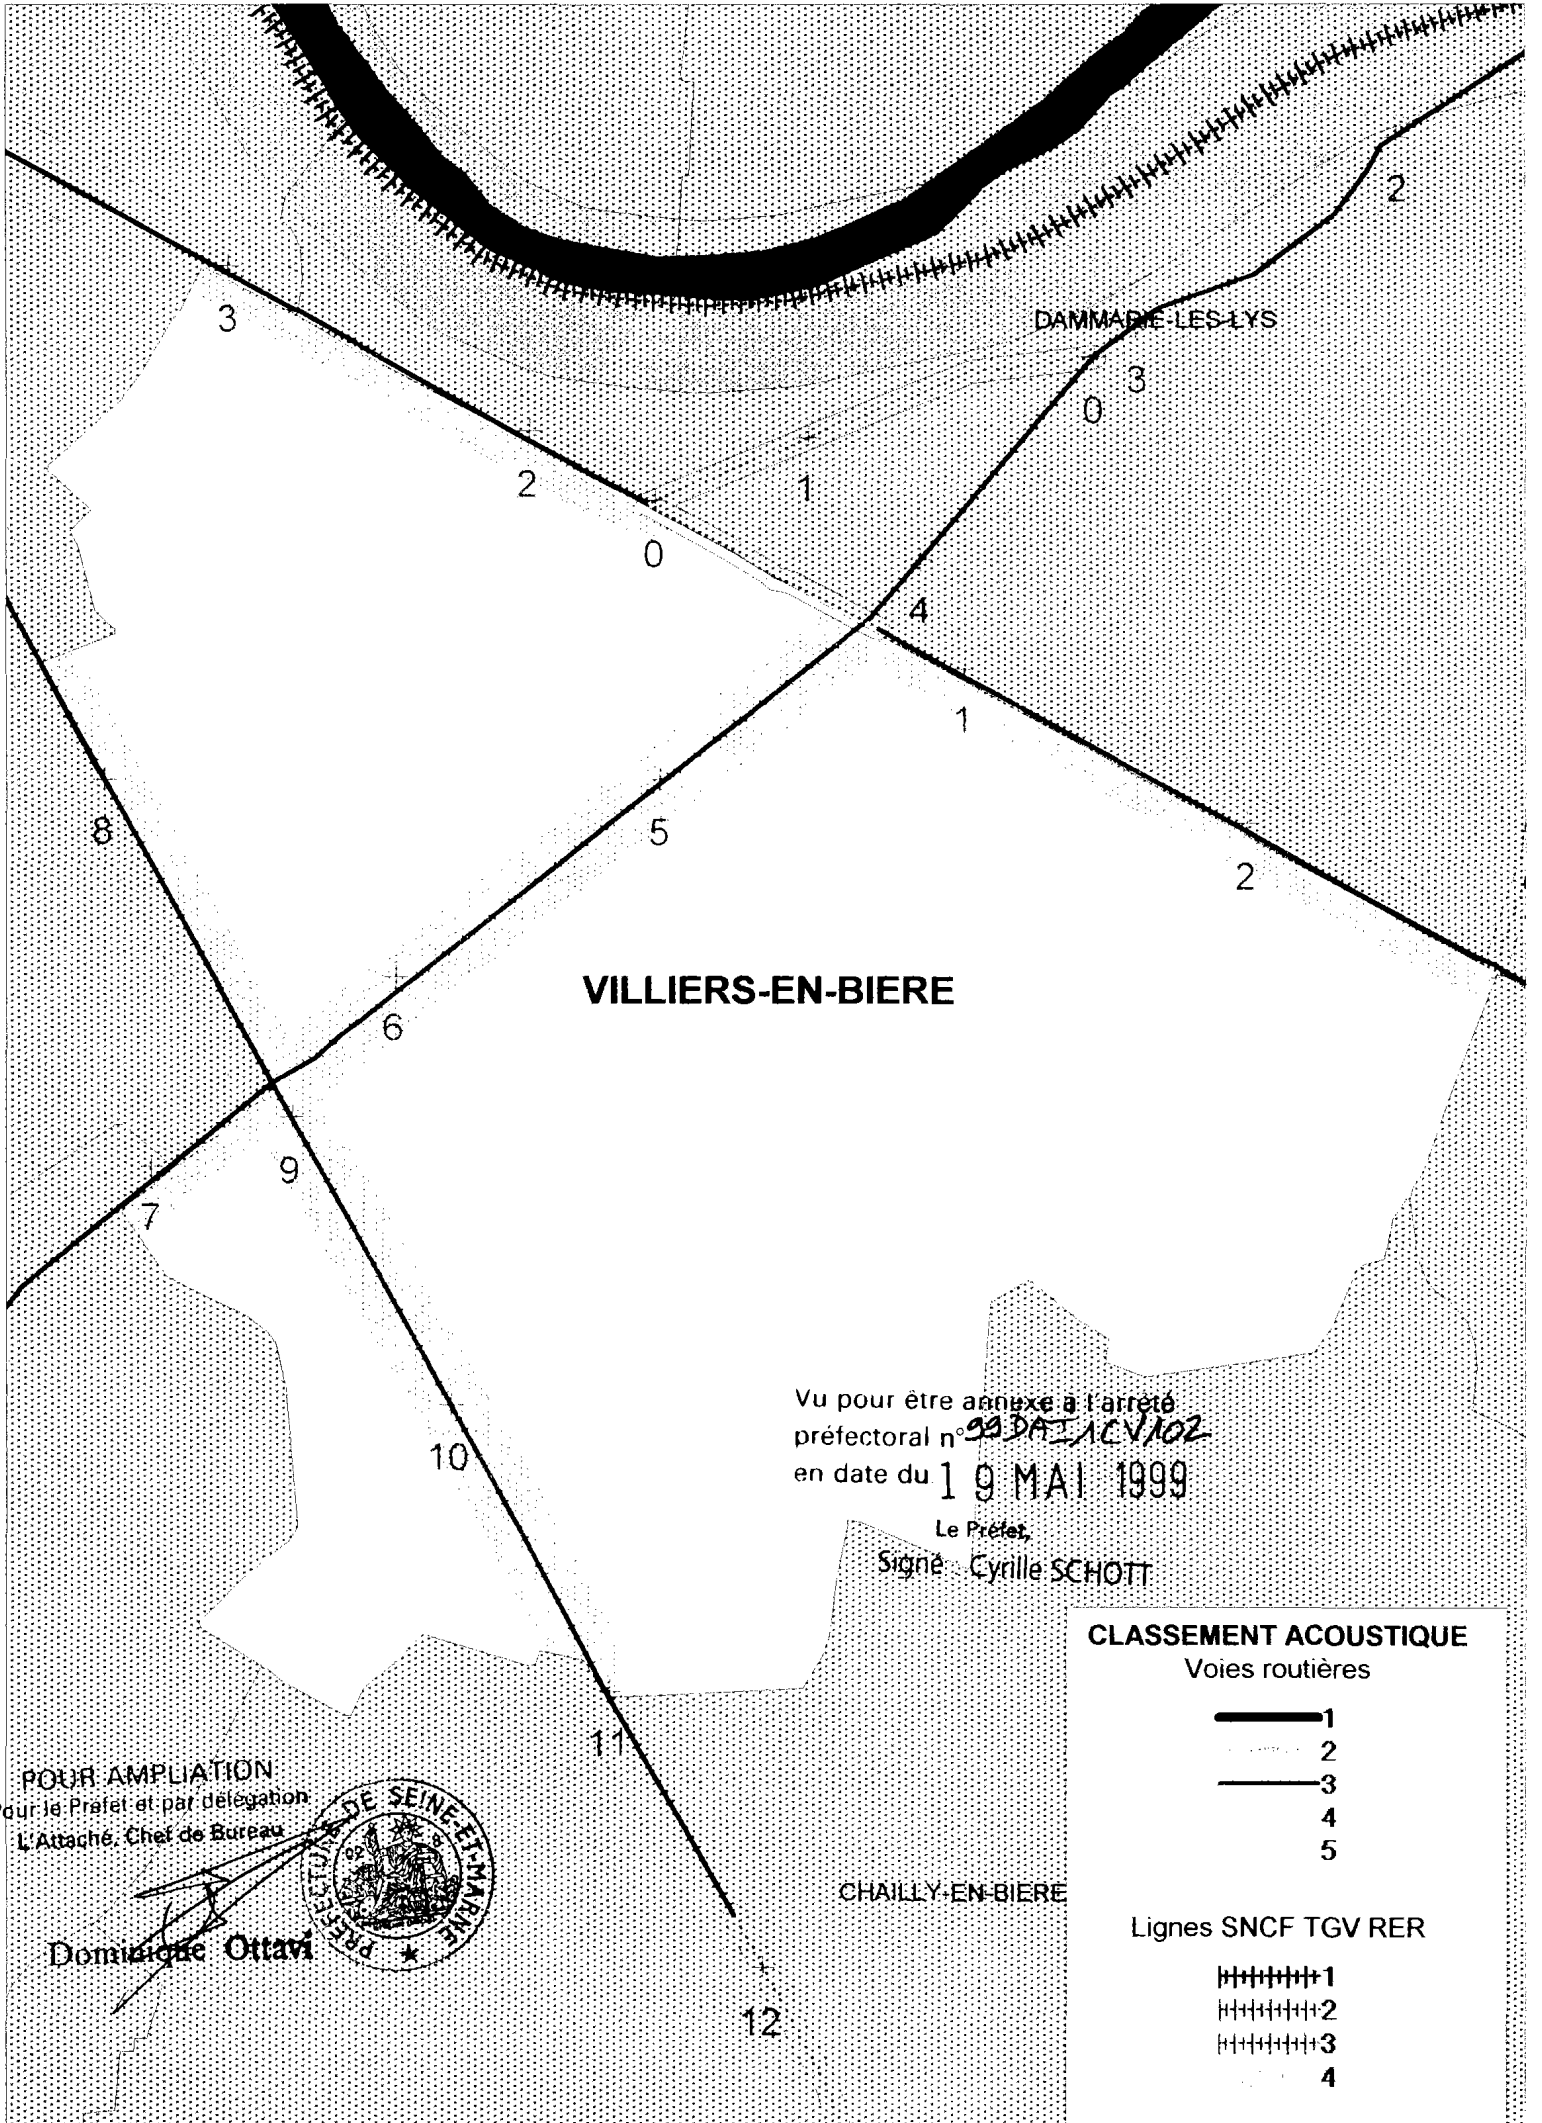 2
3
DAMMARIE-LES-LYS
3
0
2
1
0
4
1
8
5
2
VILLIERS-EN-BIERE
6
9
7
Vu pour être annexe à l'arrêté
préfectoral n° 99DAI1CV102
en date du 19 MAI 1999
Le Préfet,
Signé Cyrille SCHOTT
10
11
12
POUR AMPLIATION
Pour le Préfet et par délégation
L'Attaché, Chef de Bureau
Dominique Ottavi
PREFECTURE DE SEINE-ET-MARNE
CHAILLY-EN-BIERE
CLASSEMENT ACOUSTIQUE
Voies routières
1
2
3
4
5
Lignes SNCF TGV RER
1
2
3
4